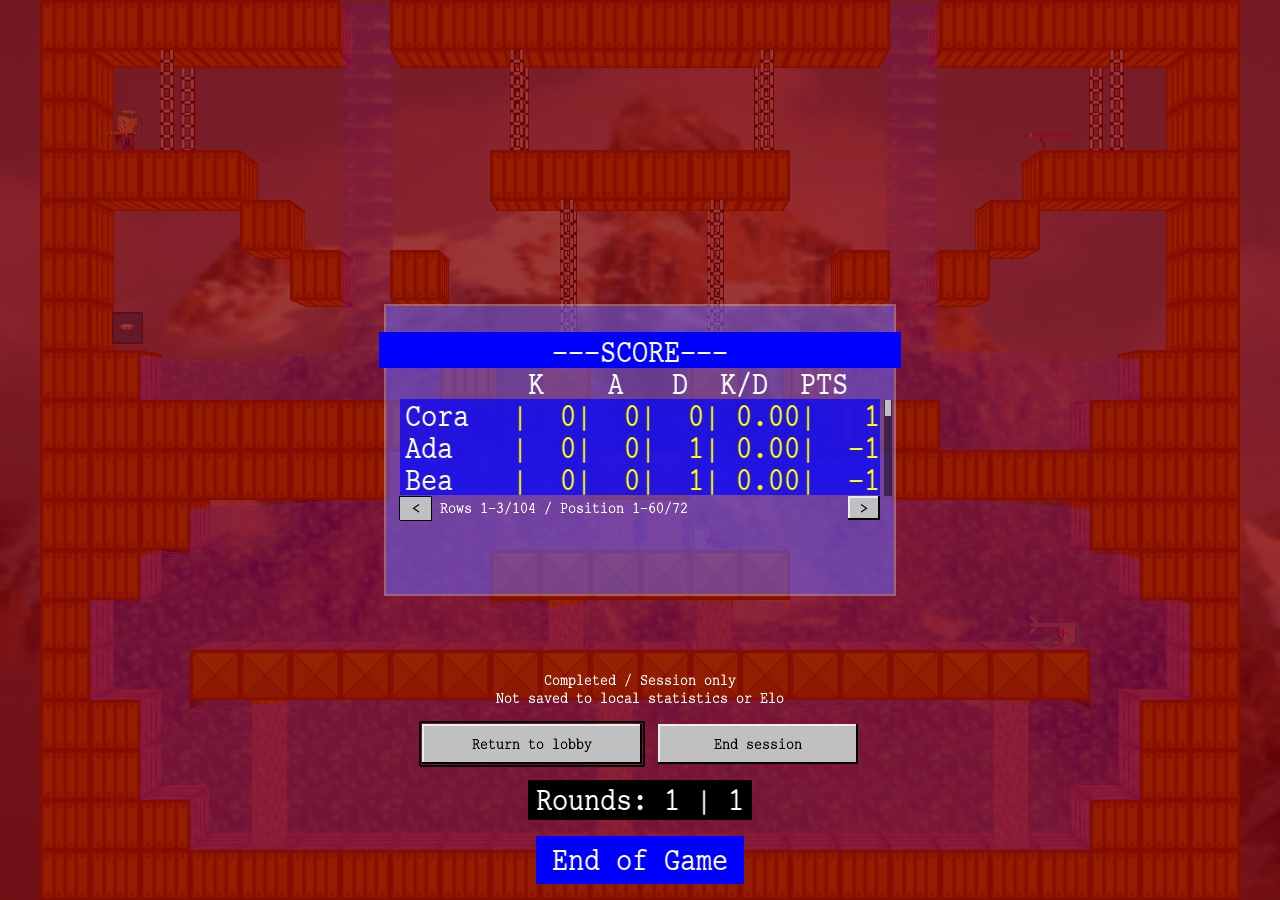 ---SCORE---
K A D K/D PTS
Cora | 0| 0| 0| 0.00| 1
Ada | 0| 0| 1| 0.00| -1
Bea | 0| 0| 1| 0.00| -1
< Rows 1-3/104 / Position 1-60/72 >
Completed / Session only
Not saved to local statistics or Elo
Return to lobby End session
Rounds: 1 | 1
End of Game